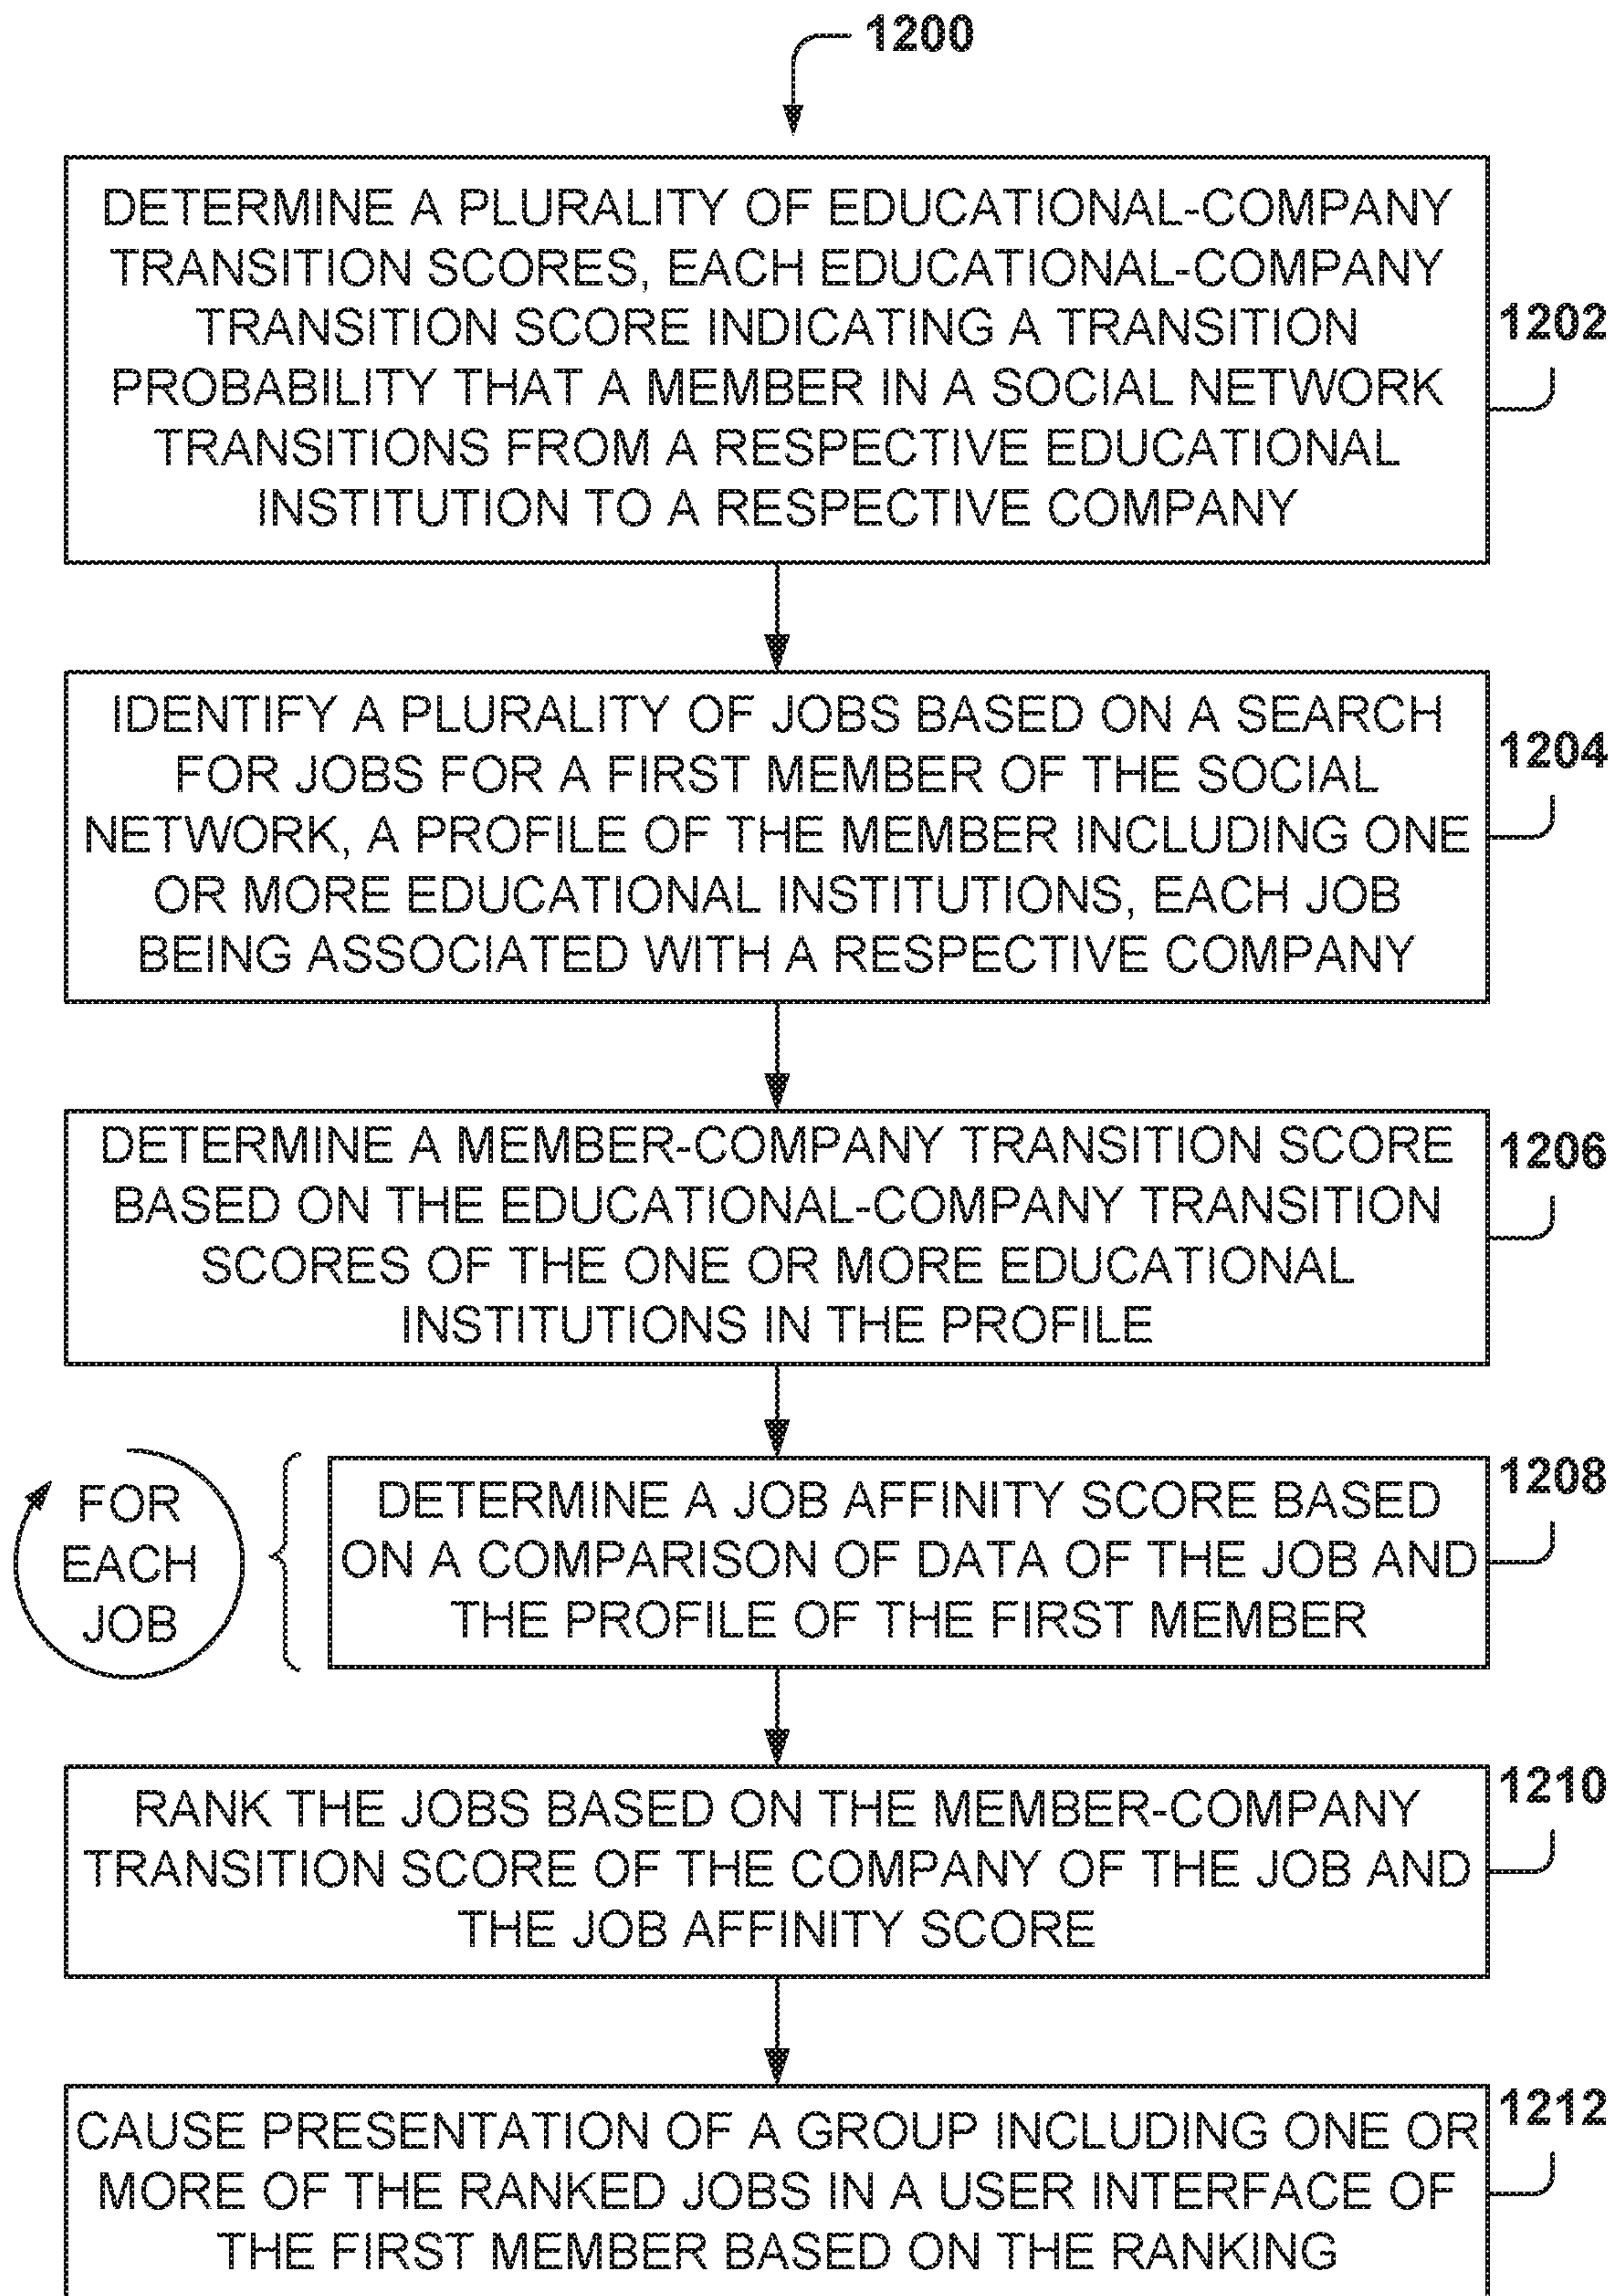 1200
DETERMINE A PLURALITY OF EDUCATIONAL-COMPANY
TRANSITION SCORES, EACH EDUCATIONAL-COMPANY
TRANSITION SCORE INDICATING A TRANSITION
PROBABILITY THAT A MEMBER IN A SOCIAL NETWORK
TRANSITIONS FROM A RESPECTIVE EDUCATIONAL
INSTITUTION TO A RESPECTIVE COMPANY
1202
IDENTIFY A PLURALITY OF JOBS BASED ON A SEARCH
FOR JOBS FOR A FIRST MEMBER OF THE SOCIAL
NETWORK, A PROFILE OF THE MEMBER INCLUDING ONE
OR MORE EDUCATIONAL INSTITUTIONS, EACH JOB
BEING ASSOCIATED WITH A RESPECTIVE COMPANY
1204
DETERMINE A MEMBER-COMPANY TRANSITION SCORE
BASED ON THE EDUCATIONAL-COMPANY TRANSITION
SCORES OF THE ONE OR MORE EDUCATIONAL
INSTITUTIONS IN THE PROFILE
1206
FOR
EACH
JOB
DETERMINE A JOB AFFINITY SCORE BASED
ON A COMPARISON OF DATA OF THE JOB AND
THE PROFILE OF THE FIRST MEMBER
1208
RANK THE JOBS BASED ON THE MEMBER-COMPANY
TRANSITION SCORE OF THE COMPANY OF THE JOB AND
THE JOB AFFINITY SCORE
1210
CAUSE PRESENTATION OF A GROUP INCLUDING ONE OR
MORE OF THE RANKED JOBS IN A USER INTERFACE OF
THE FIRST MEMBER BASED ON THE RANKING
1212